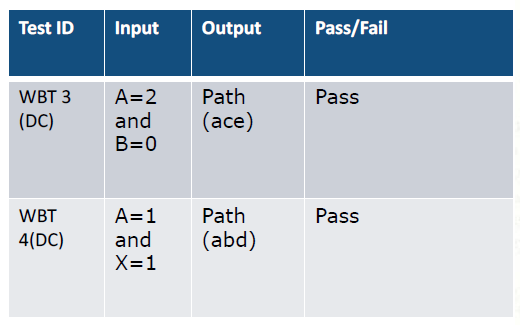 Test ID Input Output Pass/Fail
WBT 3 A=2 Path Pass
(DC) and (ace)
B=0
WBT A=1 Path Pass
4(DC) and (abd)
X=1